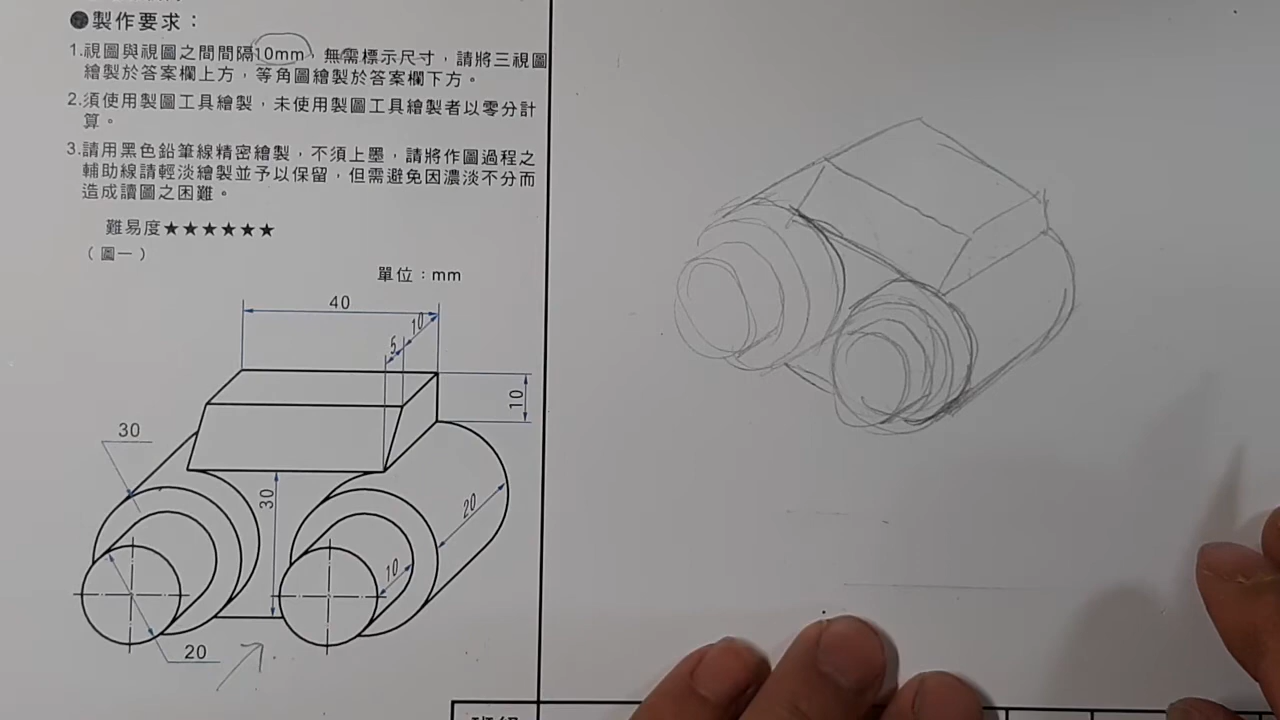 ●製作要求：
1.視圖與視圖之間間隔10mm，無需標示尺寸，請將三視圖
繪製於答案欄上方，等角圖繪製於答案欄下方。
2.須使用製圖工具繪製，未使用製圖工具繪製者以零分計
算。
3.請用黑色鉛筆線精密繪製，不須上墨，請將作圖過程之
輔助線請輕淡繪製並予以保留，但需避免因濃淡不分而
造成讀圖之困難。
難易度★★★★★★
（圖一）
單位：mm
40
10
5
10
30
30
20
10
20